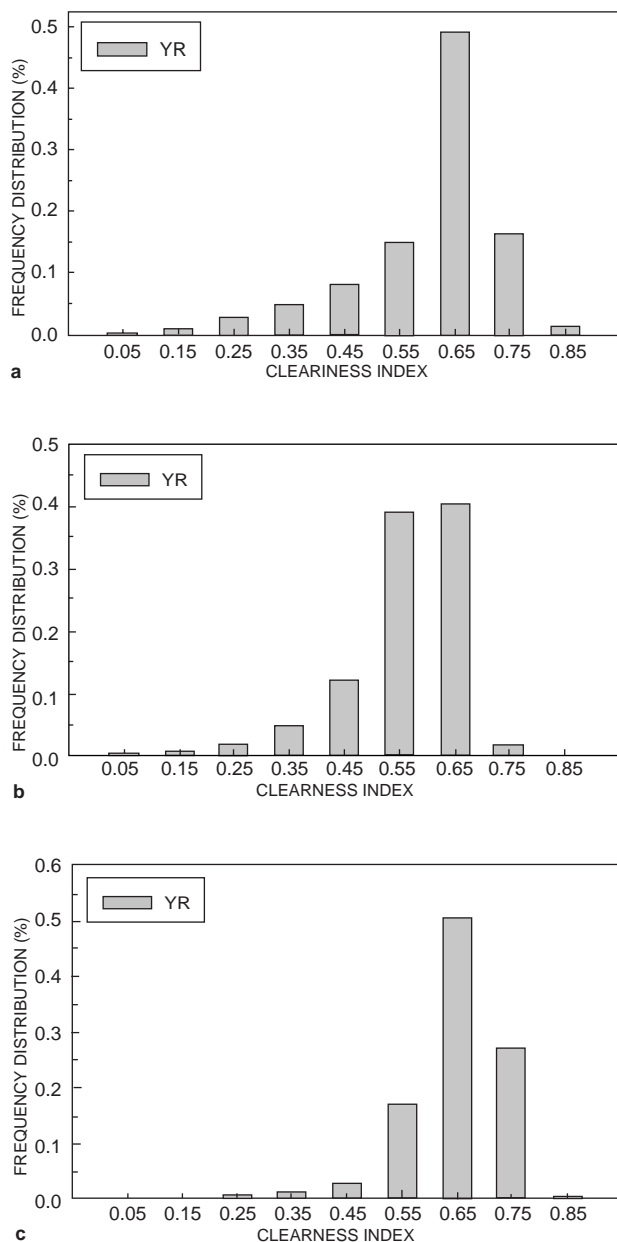 YR
FREQUENCY DISTRIBUTION (%)
0.5
0.4
0.3
0.2
0.1
0.0
0.05 0.15 0.25 0.35 0.45 0.55 0.65 0.75 0.85
CLEARINESS INDEX
a
YR
FREQUENCY DISTRIBUTION (%)
0.5
0.4
0.3
0.2
0.1
0.0
0.05 0.15 0.25 0.35 0.45 0.55 0.65 0.75 0.85
CLEARNESS INDEX
b
YR
FREQUENCY DISTRIBUTION (%)
0.6
0.5
0.4
0.3
0.2
0.1
0.0
0.05 0.15 0.25 0.35 0.45 0.55 0.65 0.75 0.85
CLEARNESS INDEX
c